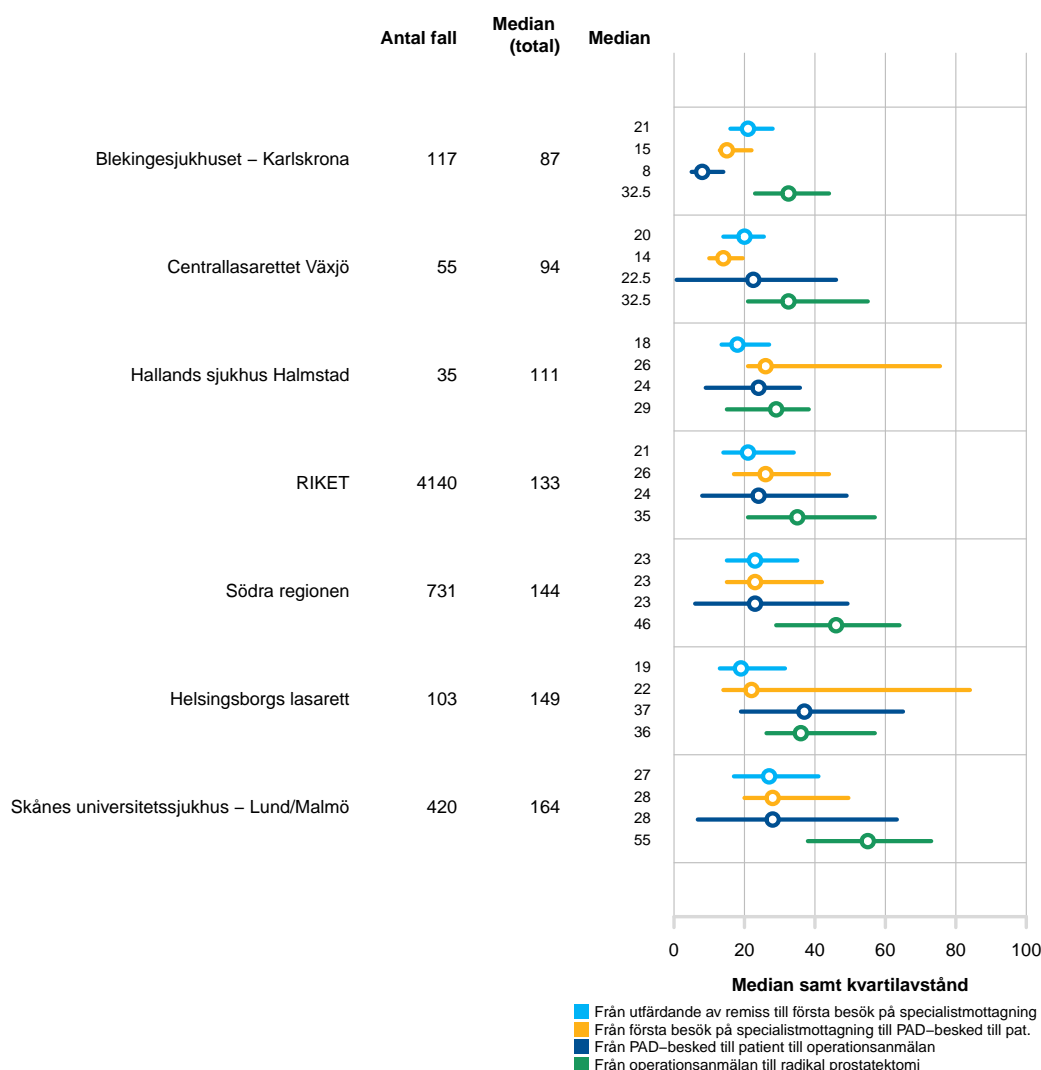 Antal fall Median (total) Median
21
15
Blekingesjukhuset – Karlskrona 117 87
8
32.5
20
14
Centrallasarettet Växjö 55 94
22.5
32.5
18
26
Hallands sjukhus Halmstad 35 111
24
29
21
26
RIKET 4140 133
24
35
23
23
Södra regionen 731 144
23
46
19
22
Helsingborgs lasarett 103 149
37
36
27
28
Skånes universitetssjukhus – Lund/Malmö 420 164
28
55
0 20 40 60 80 100
Median samt kvartilavstånd
Från utfärdande av remiss till första besök på specialistmottagning
Från första besök på specialistmottagning till PAD–besked till pat.
Från PAD–besked till patient till operationsanmälan
Från operationsanmälan till radikal prostatektomi